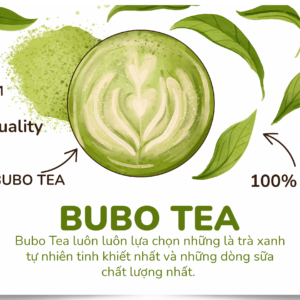 uality
BUBO TEA
100%
BUBO TEA
Bubo Tea luôn luôn lựa chọn những là trà xanh
tự nhiên tinh khiết nhất và những dòng sữa
chất lượng nhất.